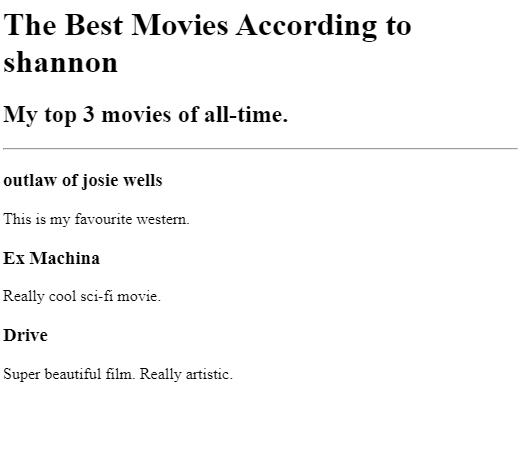 The Best Movies According to
shannon
My top 3 movies of all-time.
outlaw of josie wells
This is my favourite western.
Ex Machina
Really cool sci-fi movie.
Drive
Super beautiful film. Really artistic.